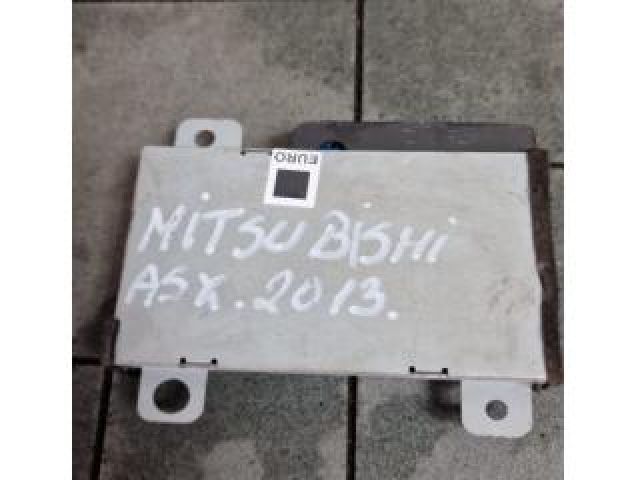 EURO
MITSUBISHI
ASX. 2013.